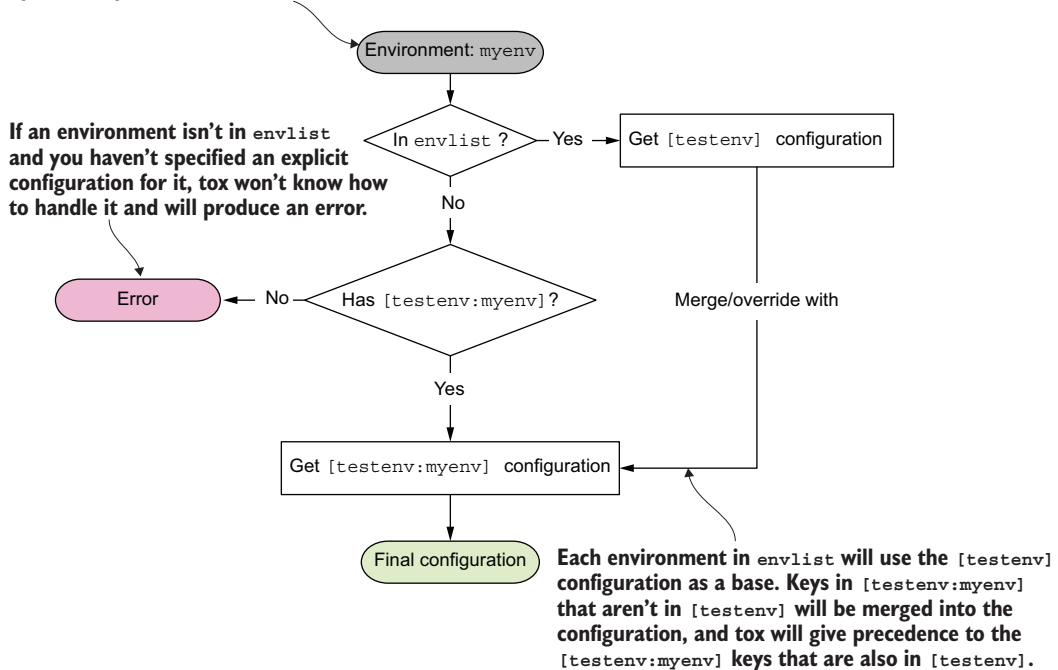 Environment: myenv
In envlist ?
Yes
Get [testenv] configuration
If an environment isn't in envlist
and you haven't specified an explicit
configuration for it, tox won't know how
to handle it and will produce an error.
No
Error
No
Has [testenv:myenv]?
Merge/override with
Yes
Get [testenv:myenv] configuration
Final configuration
Each environment in envlist will use the [testenv]
configuration as a base. Keys in [testenv:myenv]
that aren't in [testenv] will be merged into the
configuration, and tox will give precedence to the
[testenv:myenv] keys that are also in [testenv].